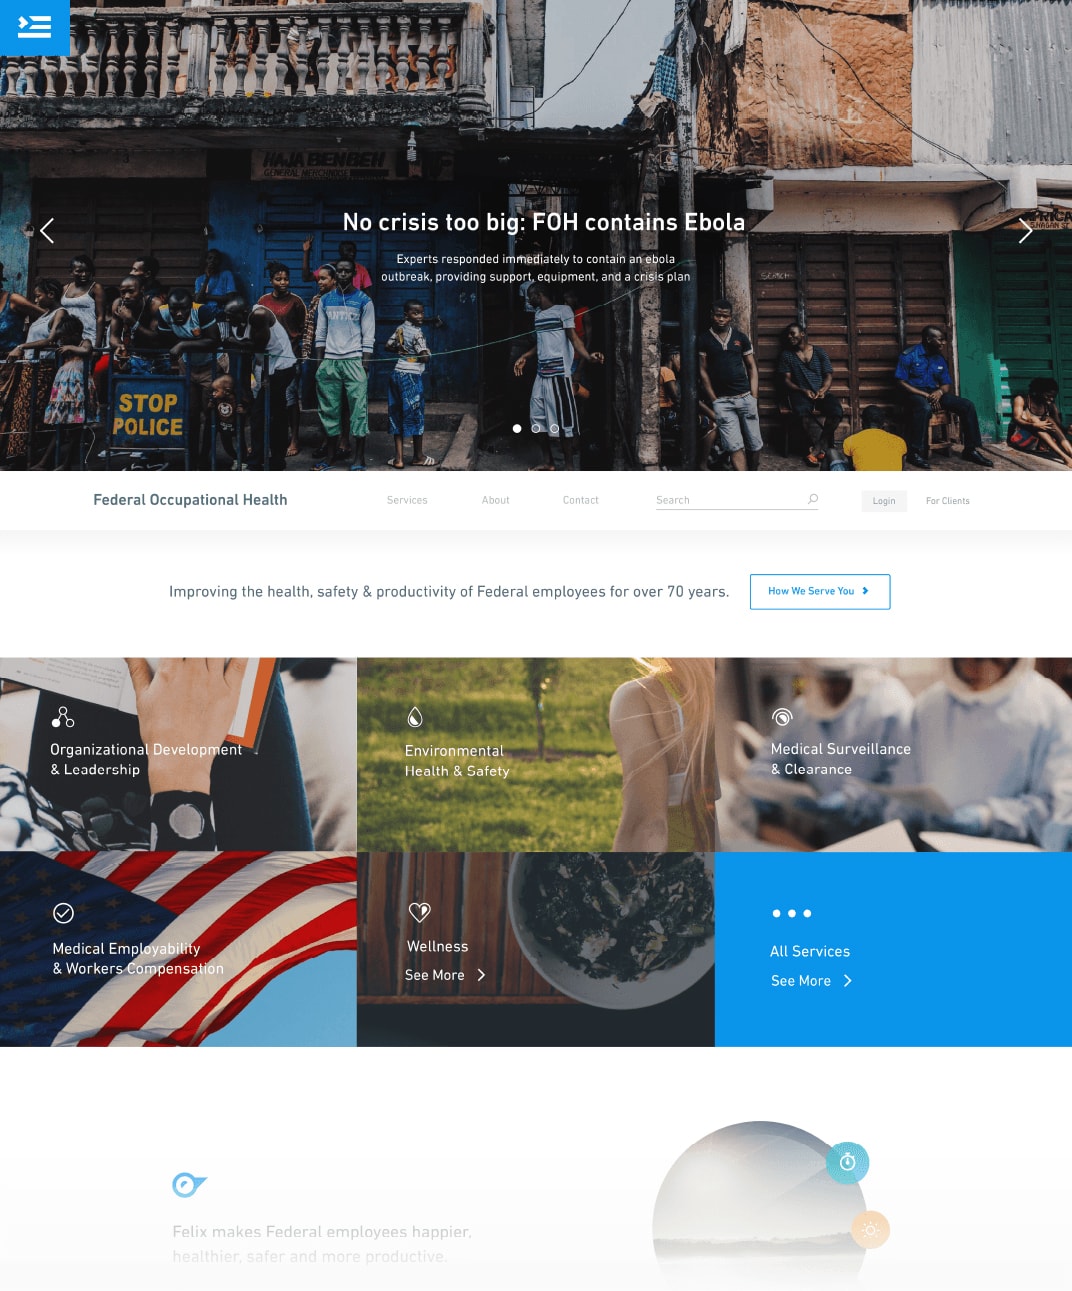 HAJA BENBEH
GENERAL MERCHNDISE
AFRICA
No crisis too big: FOH contains Ebola
Experts responded immediately to contain an ebola
outbreak, providing support, equipment, and a crisis plan
STOP
POLICE
Federal Occupational Health
Services
About
Contact
Search
Login
For Clients
Improving the health, safety & productivity of Federal employees for over 70 years.
How We Serve You
Organizational Development
& Leadership
Environmental
Health & Safety
Medical Surveillance
& Clearance
Medical Employability
& Workers Compensation
Wellness
See More
All Services
See More
Felix makes Federal employees happier,
healthier, safer and more productive.